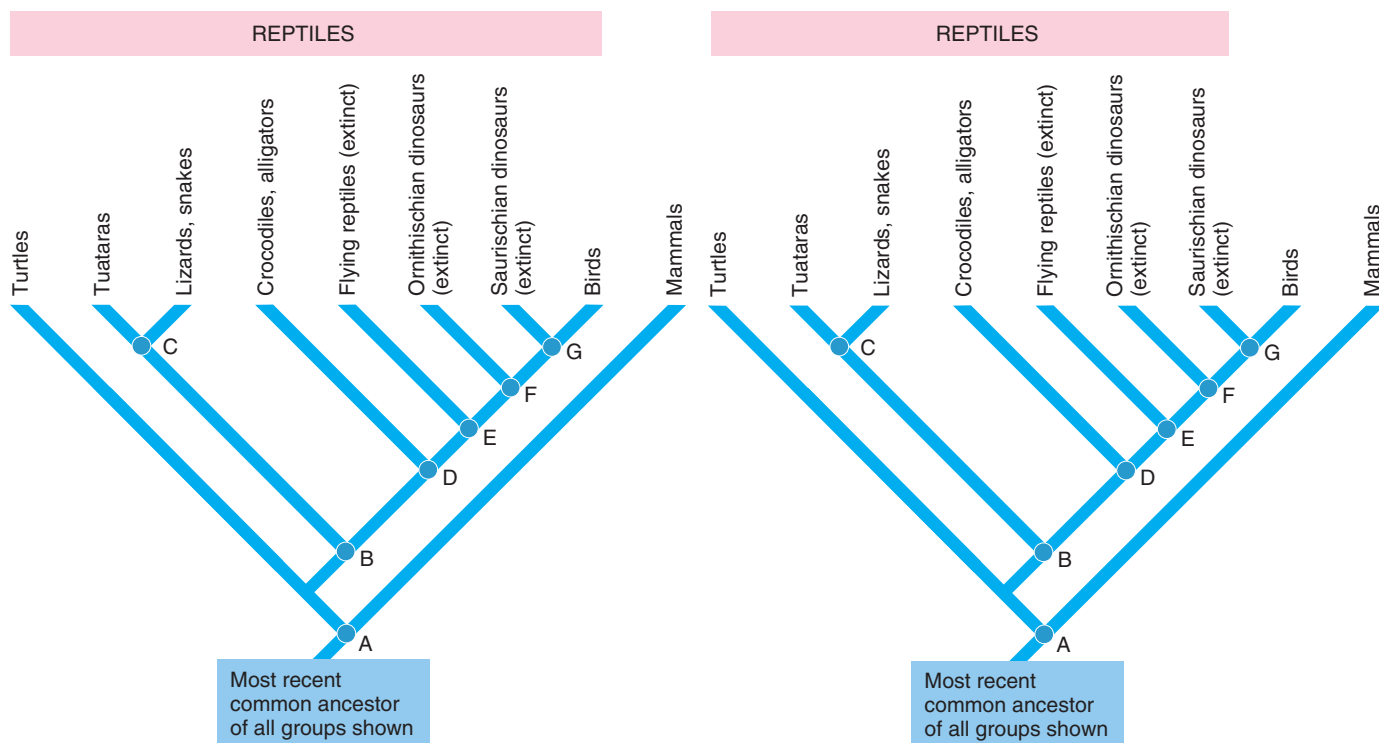 REPTILES
Turtles
Tuataras
Lizards, snakes
Crocodiles, alligators
Flying reptiles (extinct)
Ornithischian dinosaurs
(extinct)
Saurischian dinosaurs
(extinct)
Birds
Mammals
C
G
F
E
D
B
A
Most recent
common ancestor
of all groups shown
REPTILES
Turtles
Tuataras
Lizards, snakes
Crocodiles, alligators
Flying reptiles (extinct)
Ornithischian dinosaurs
(extinct)
Saurischian dinosaurs
(extinct)
Birds
Mammals
C
G
F
E
D
B
A
Most recent
common ancestor
of all groups shown